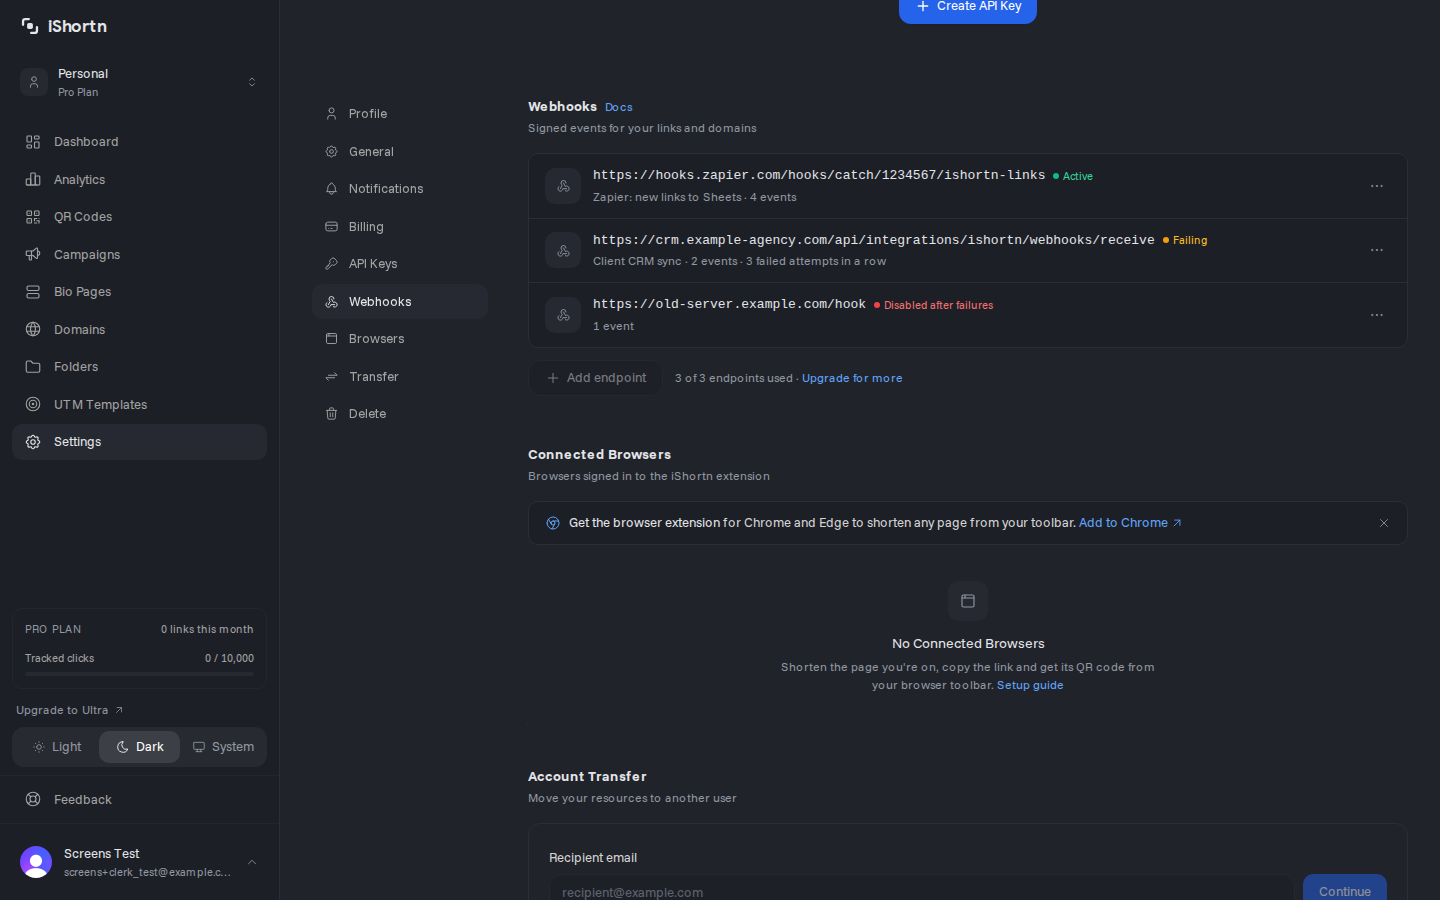 iShortn
Personal
Pro Plan
Dashboard
Analytics
QR Codes
Campaigns
Bio Pages
Domains
Folders
UTM Templates
Settings
PRO PLAN 0 links this month
Tracked clicks 0 / 10,000
Upgrade to Ultra
Light Dark System
Feedback
Screens Test
screens+clerk_test@example.c...
Create API Key
Profile
General
Notifications
Billing
API Keys
Webhooks
Browsers
Transfer
Delete
Webhooks Docs
Signed events for your links and domains
https://hooks.zapier.com/hooks/catch/1234567/ishortn-links Active
Zapier: new links to Sheets · 4 events
https://crm.example-agency.com/api/integrations/ishortn/webhooks/receive Failing
Client CRM sync · 2 events · 3 failed attempts in a row
https://old-server.example.com/hook Disabled after failures
1 event
Add endpoint 3 of 3 endpoints used · Upgrade for more
Connected Browsers
Browsers signed in to the iShortn extension
Get the browser extension for Chrome and Edge to shorten any page from your toolbar. Add to Chrome
No Connected Browsers
Shorten the page you're on, copy the link and get its QR code from
your browser toolbar. Setup guide
Account Transfer
Move your resources to another user
Recipient email
recipient@example.com Continue